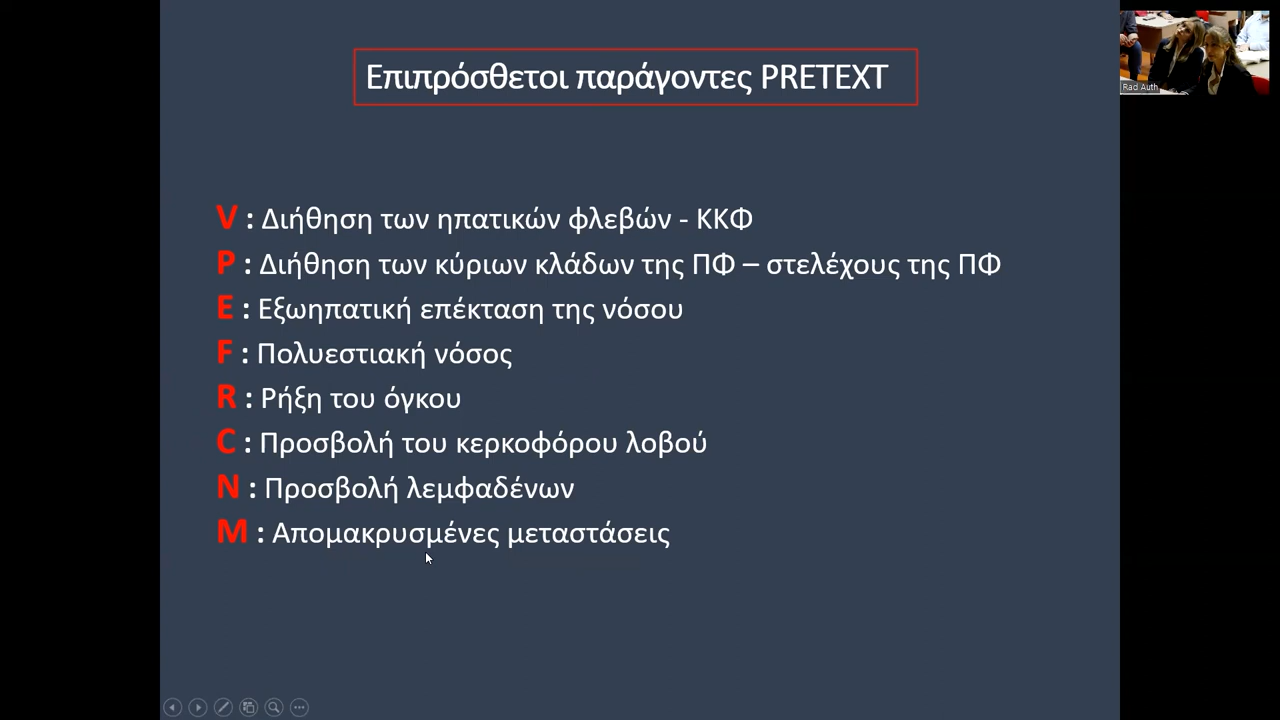 Επιπρόσθετοι παράγοντες PRETEXT
Rad Auth
V : Διήθηση των ηπατικών φλεβών - ΚΚΦ
P : Διήθηση των κύριων κλάδων της ΠΦ – στελέχους της ΠΦ
E : Εξωηπατική επέκταση της νόσου
F : Πολυεστιακή νόσος
R : Ρήξη του όγκου
C : Προσβολή του κερκοφόρου λοβού
N : Προσβολή λεμφαδένων
M : Απομακρυσμένες μεταστάσεις